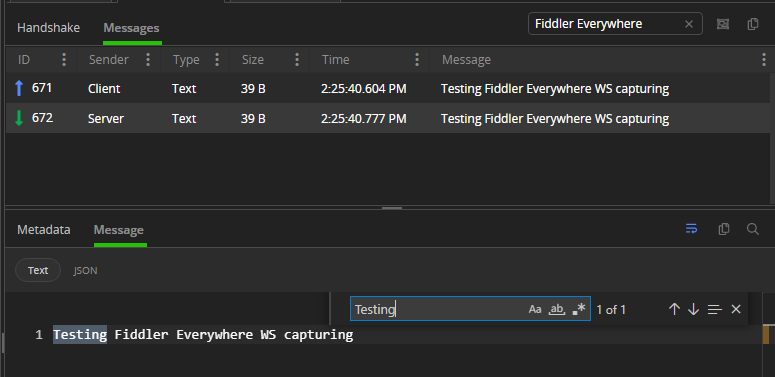 Handshake Messages Fiddler Everywhere
ID Sender Type Size Time Message
671 Client Text 39 B 2:25:40.604 PM Testing Fiddler Everywhere WS capturing
672 Server Text 39 B 2:25:40.777 PM Testing Fiddler Everywhere WS capturing
Metadata Message
Text JSON
Testing Aa ab 1 of 1
1 Testing Fiddler Everywhere WS capturing